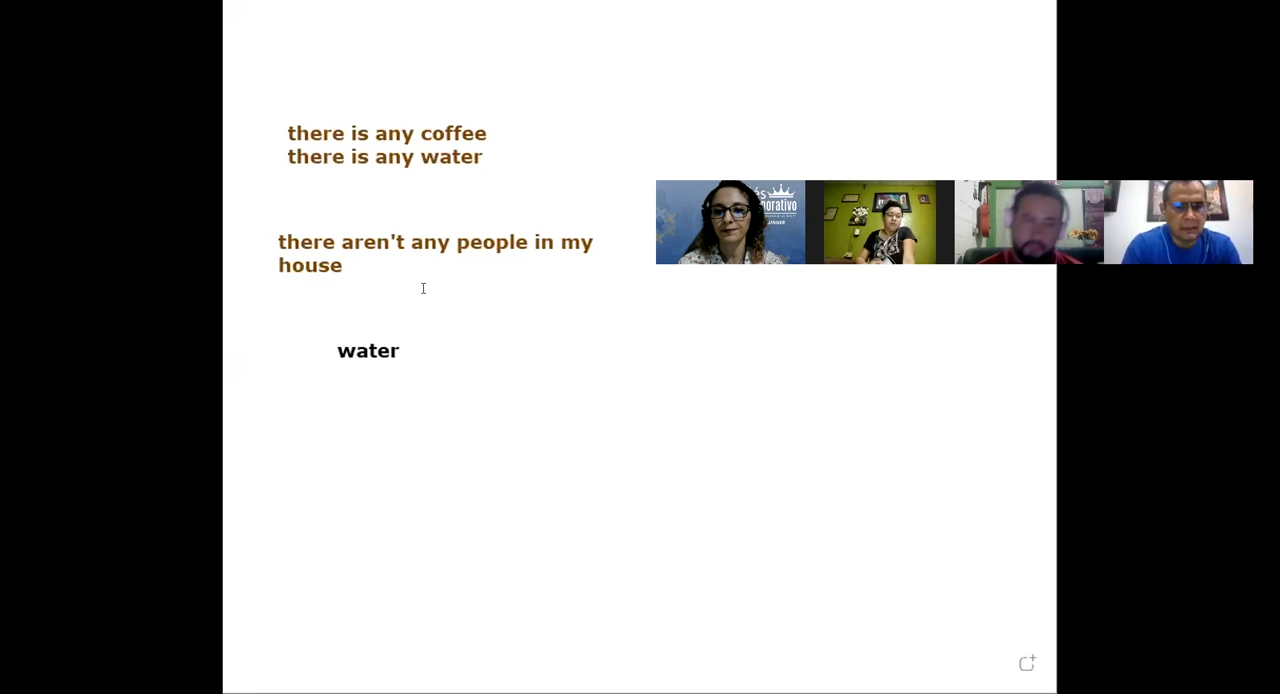 there is any coffee
there is any water
there aren't any people in my
house
water